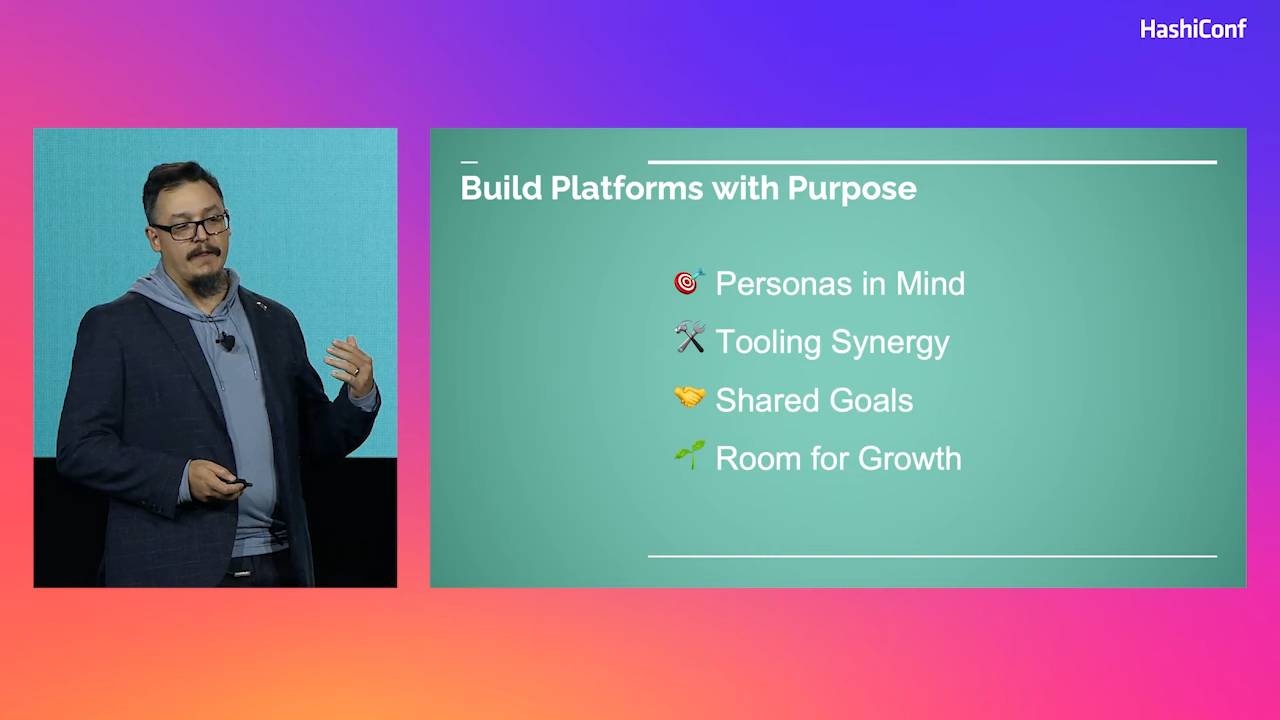 HashiConf
Build Platforms with Purpose
🎯 Personas in Mind
🛠 Tooling Synergy
🤝 Shared Goals
🌱 Room for Growth